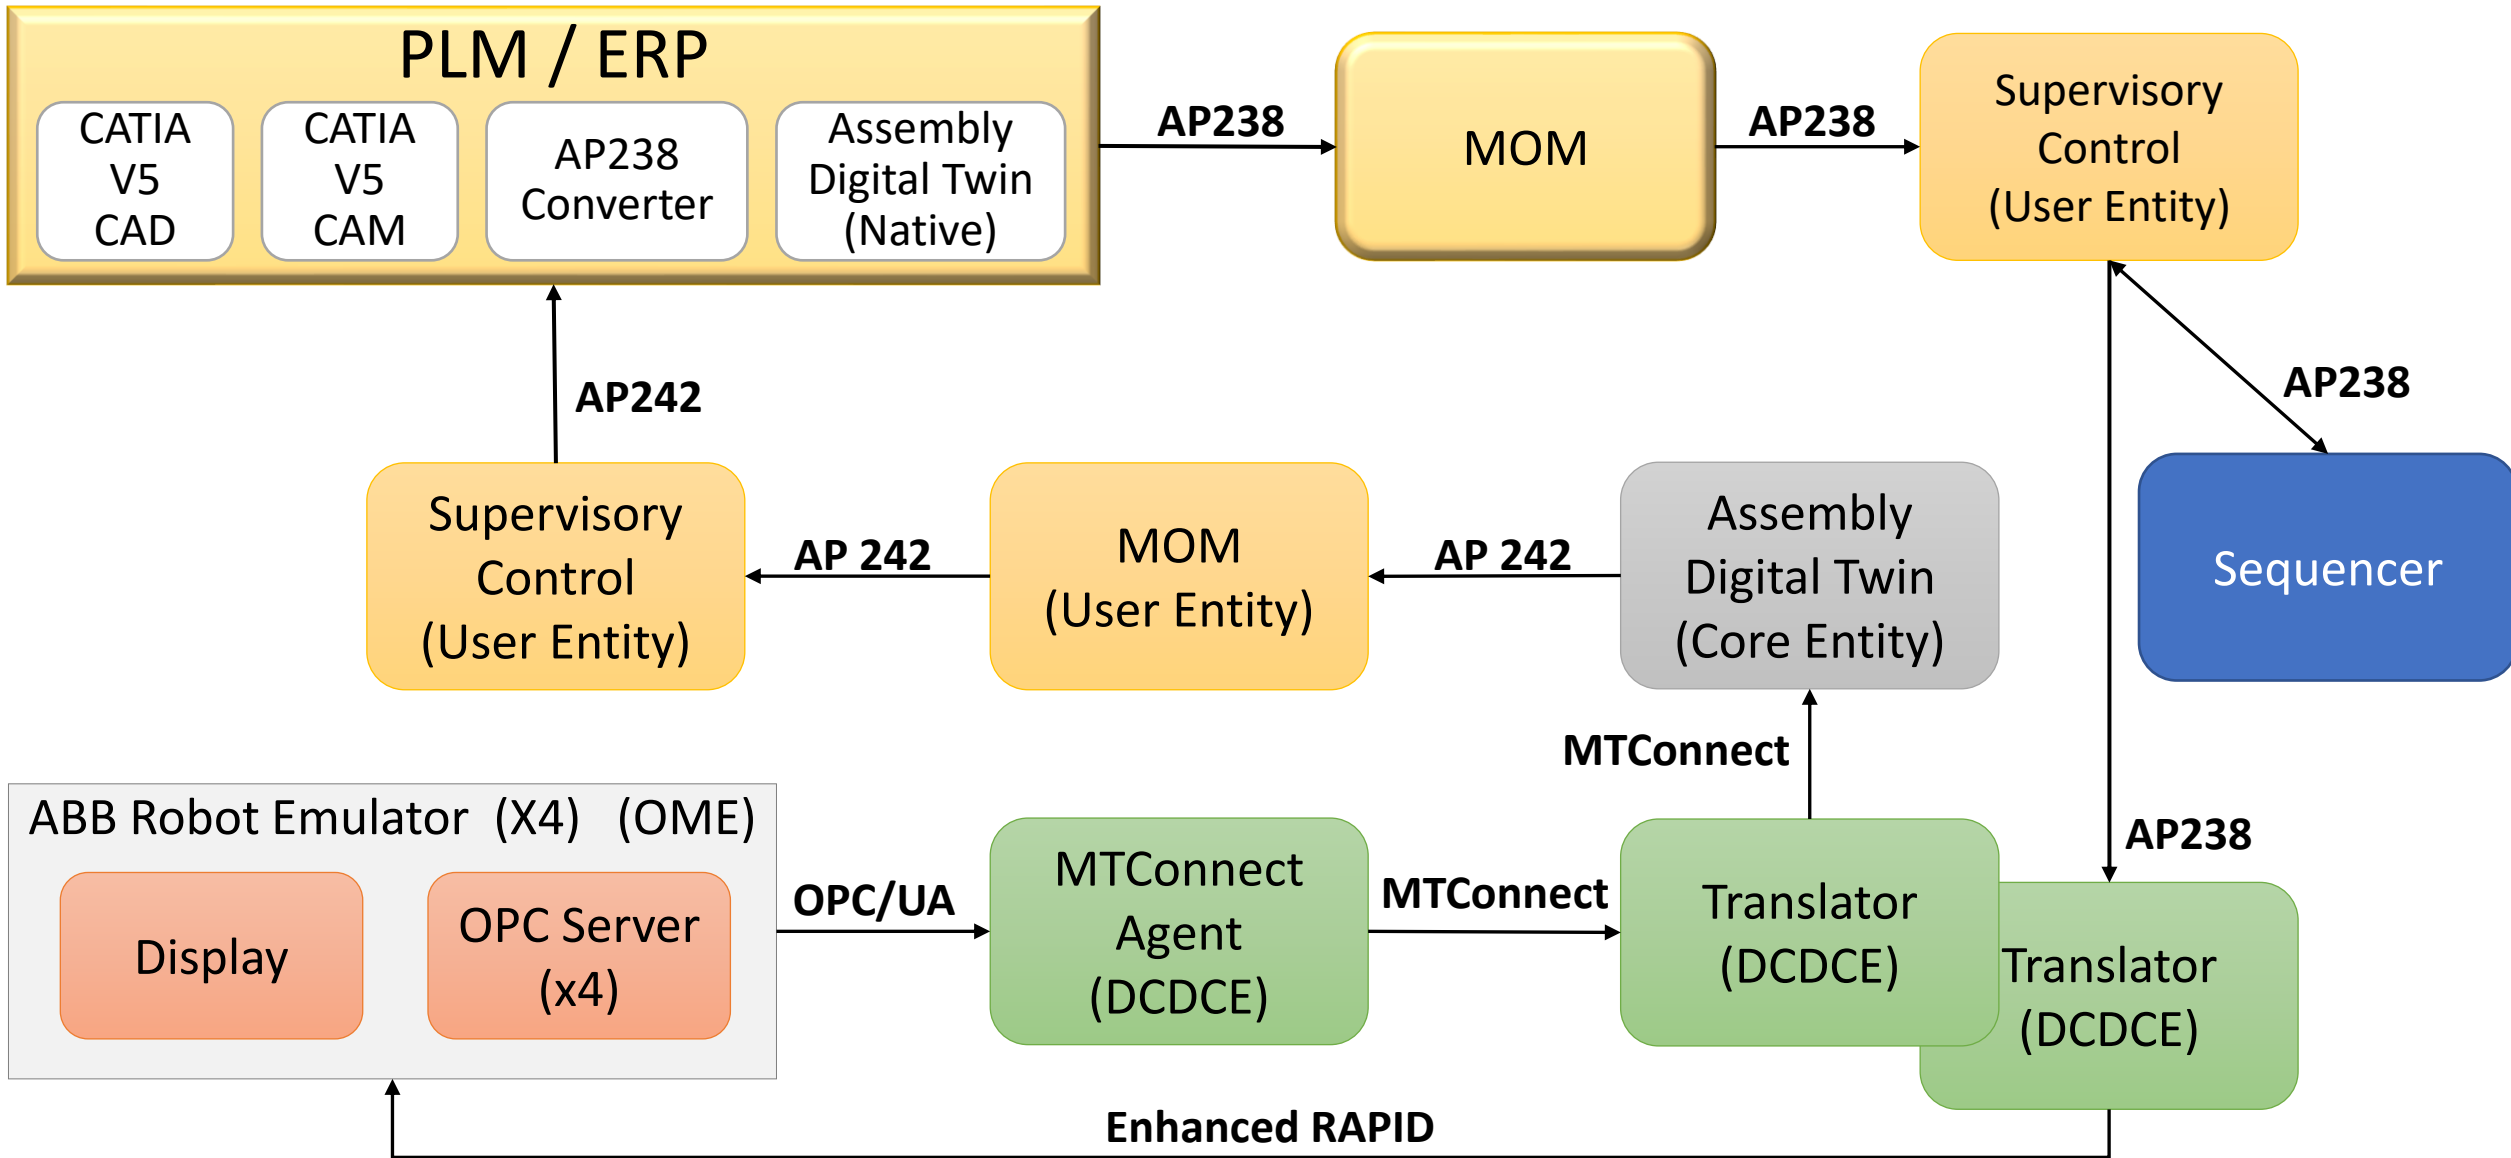 PLM / ERP
CATIA
V5
CAD
CATIA
V5
CAM
AP238
Converter
Assembly
Digital Twin
(Native)
AP238
MOM
AP238
Supervisory
Control
(User Entity)
AP242
AP238
Supervisory
Control
(User Entity)
AP 242
MOM
(User Entity)
AP 242
Assembly
Digital Twin
(Core Entity)
Sequencer
MTConnect
AP238
ABB Robot Emulator (X4) (OME)
Display
OPC Server
(x4)
OPC/UA
MTConnect
Agent
(DCDCE)
MTConnect
Translator
(DCDCE)
Translator
(DCDCE)
Enhanced RAPID